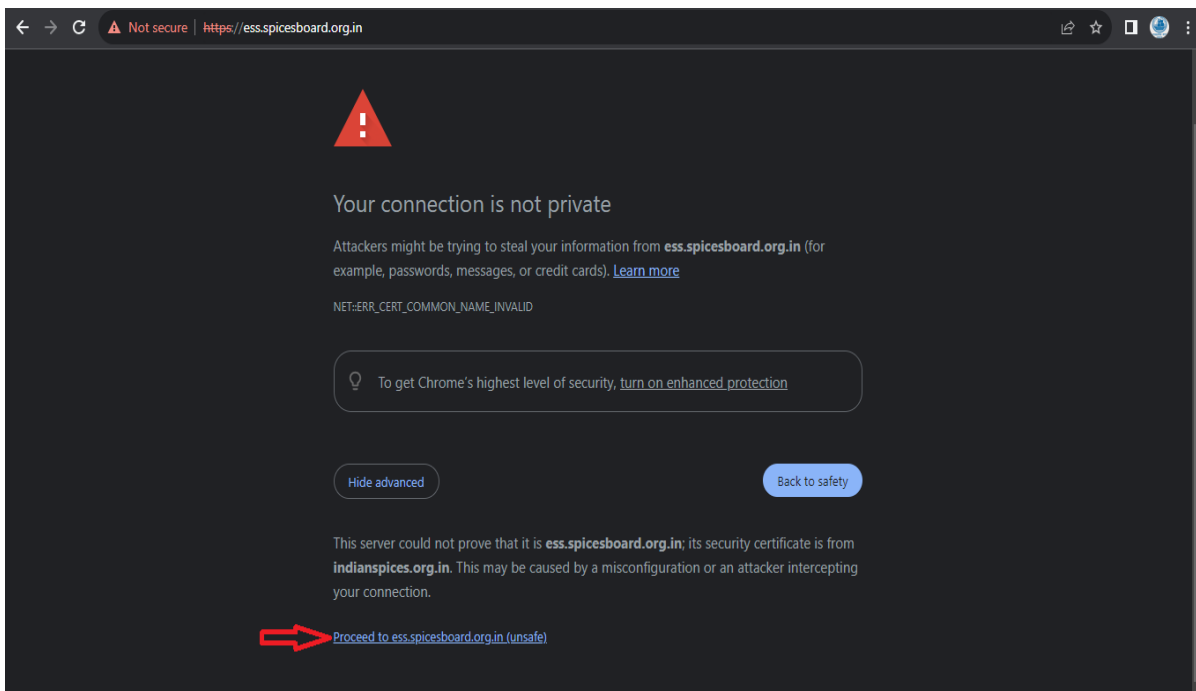 Not secure | https://ess.spicesboard.org.in
Your connection is not private
Attackers might be trying to steal your information from ess.spicesboard.org.in (for
example, passwords, messages, or credit cards). Learn more
NET::ERR_CERT_COMMON_NAME_INVALID
To get Chrome's highest level of security, turn on enhanced protection
Hide advanced
Back to safety
This server could not prove that it is ess.spicesboard.org.in; its security certificate is from
indianspices.org.in. This may be caused by a misconfiguration or an attacker intercepting
your connection.
Proceed to ess.spicesboard.org.in (unsafe)